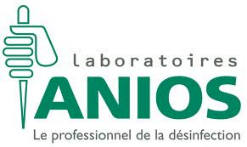 laboratoires
ANIOS
Le professionnel de la désinfection